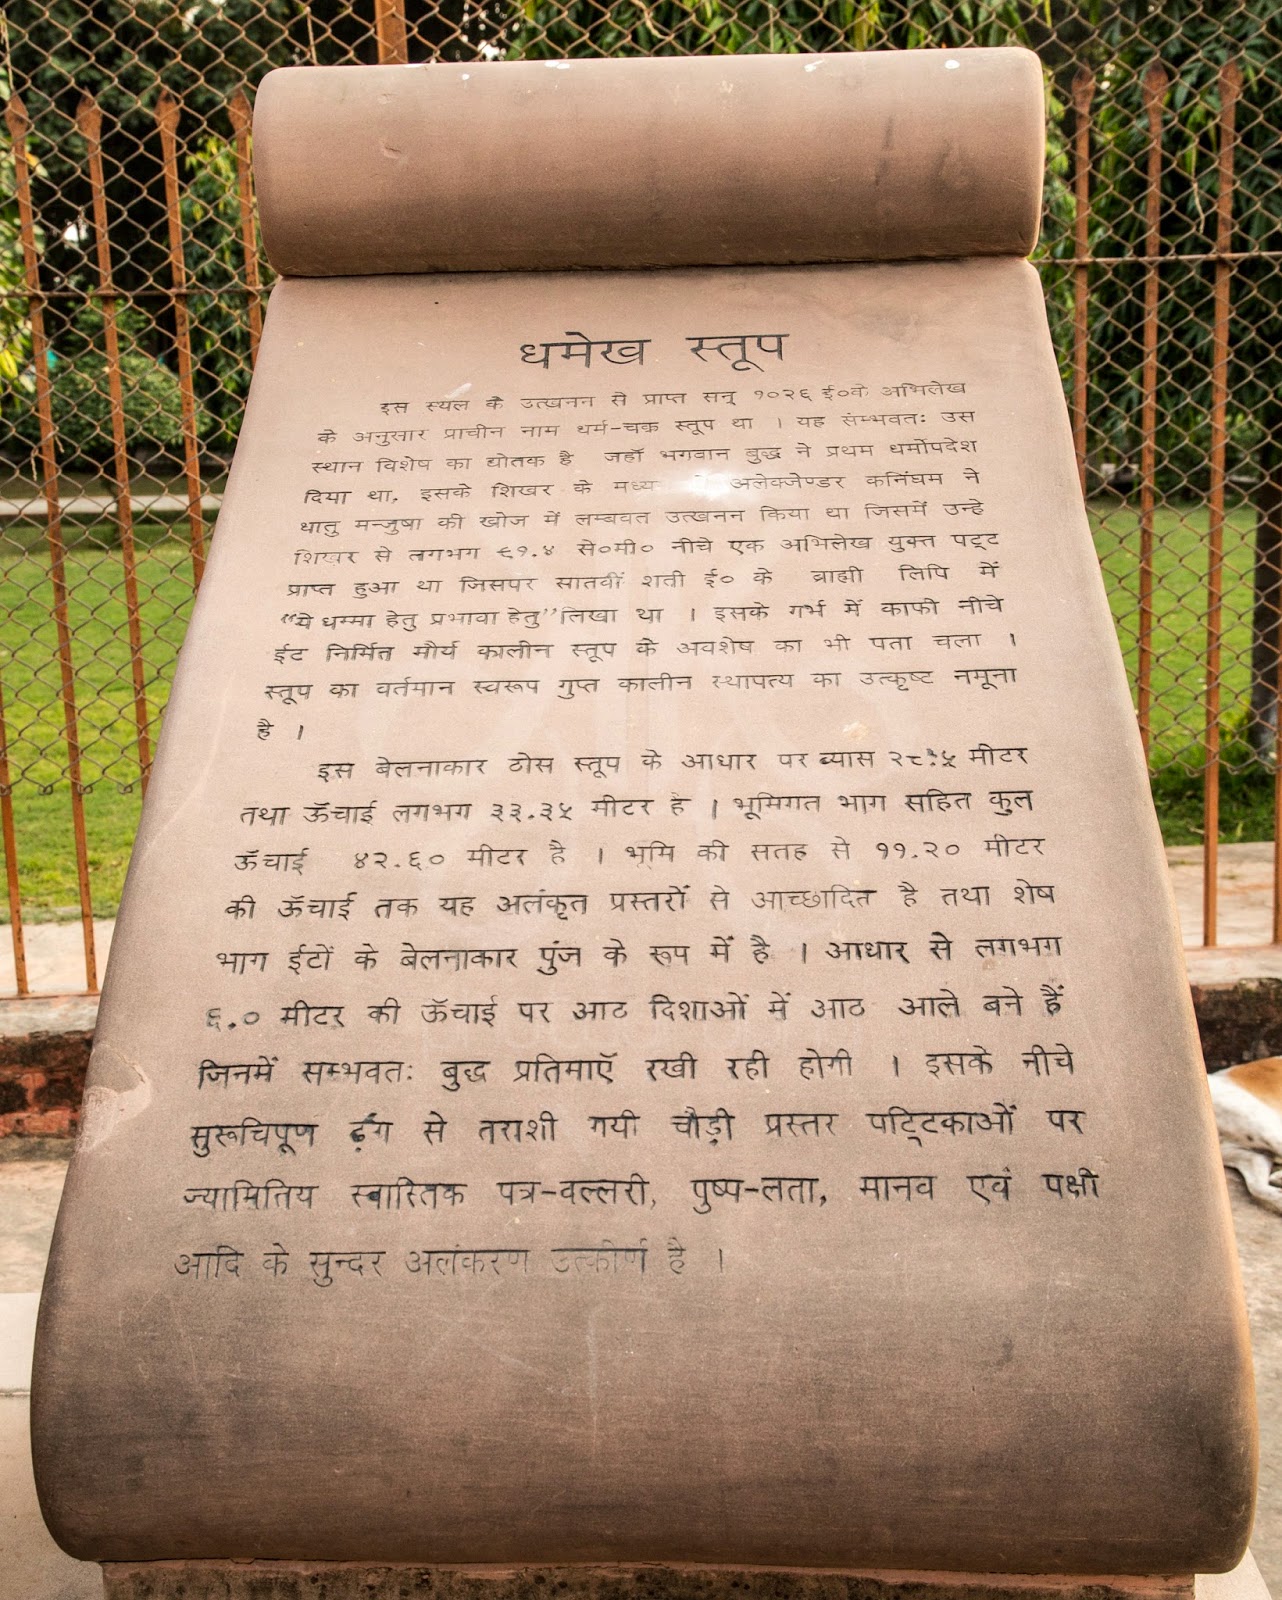 धमेख स्तूप
इस स्थल के उत्खनन से प्राप्त सन् १०२६ ई०के अभिलेख
के अनुसार प्राचीन नाम धर्म-चक्र स्तूप था । यह संम्भवतः उस
स्थान विशेष का द्योतक है जहाँ भगवान बुद्ध ने प्रथम धर्मोपदेश
दिया था, इसके शिखर के मध्य अलेक्जेण्डर कनिंघम ने
धातु मन्जुषा की खोज में लम्बवत उत्खनन किया था जिसमें उन्हे
शिखर से लगभग ९१.४ से०मी० नीचे एक अभिलेख युक्त पट्ट
प्राप्त हुआ था जिसपर सातवीं शती ई० के ब्राह्मी लिपि में
“ये धम्मा हेतु प्रभावा हेतु” लिखा था । इसके गर्भ में काफी नीचे
ईट निर्मित मौर्य कालीन स्तूप के अवशेष का भी पता चला ।
स्तूप का वर्तमान स्वरूप गुप्त कालीन स्थापत्य का उत्कृष्ट नमूना
है ।
इस बेलनाकार ठोस स्तूप के आधार पर ब्यास २८.५ मीटर
तथा ऊँचाई लगभग ३३.३५ मीटर है । भूमिगत भाग सहित कुल
ऊँचाई ४२.६० मीटर है । भूमि की सतह से ११.२० मीटर
की ऊँचाई तक यह अलंकृत प्रस्तरों से आच्छादित है तथा शेष
भाग ईटों के बेलनाकार पुंज के रूप में है । आधार से लगभग
६.० मीटर की ऊँचाई पर आठ दिशाओं में आठ आले बने हैं
जिनमें सम्भवतः बुद्ध प्रतिमाएँ रखी रही होगी । इसके नीचे
सुरूचिपूण ढ़ंग से तराशी गयी चौड़ी प्रस्तर पट्टिकाओं पर
ज्यामितिय स्वास्तिक पत्र-वल्लरी, पुष्प-लता, मानव एवं पक्षी
आदि के सुन्दर अलंकरण उत्कीर्ण है ।